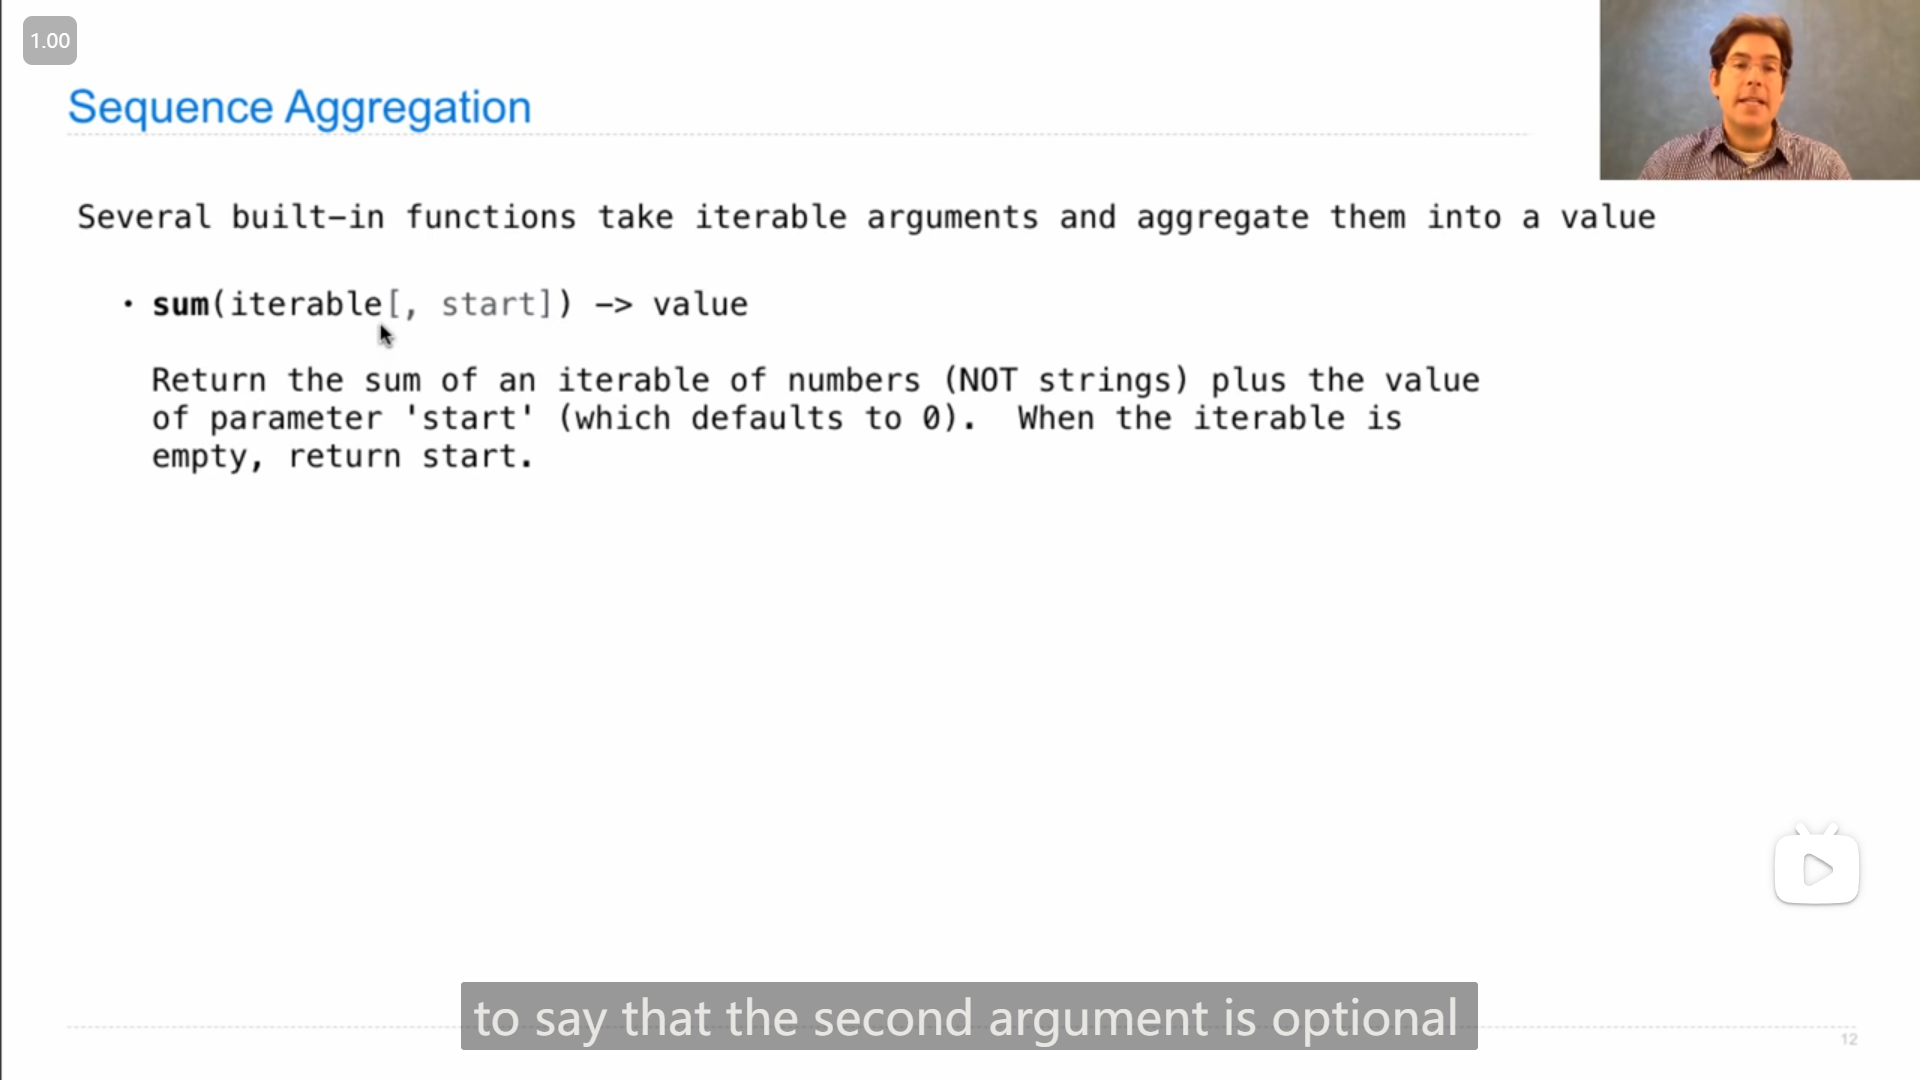 1.00
Sequence Aggregation
Several built-in functions take iterable arguments and aggregate them into a value
• sum(iterable[, start]) -> value
Return the sum of an iterable of numbers (NOT strings) plus the value
of parameter 'start' (which defaults to 0).  When the iterable is
empty, return start.
to say that the second argument is optional
12